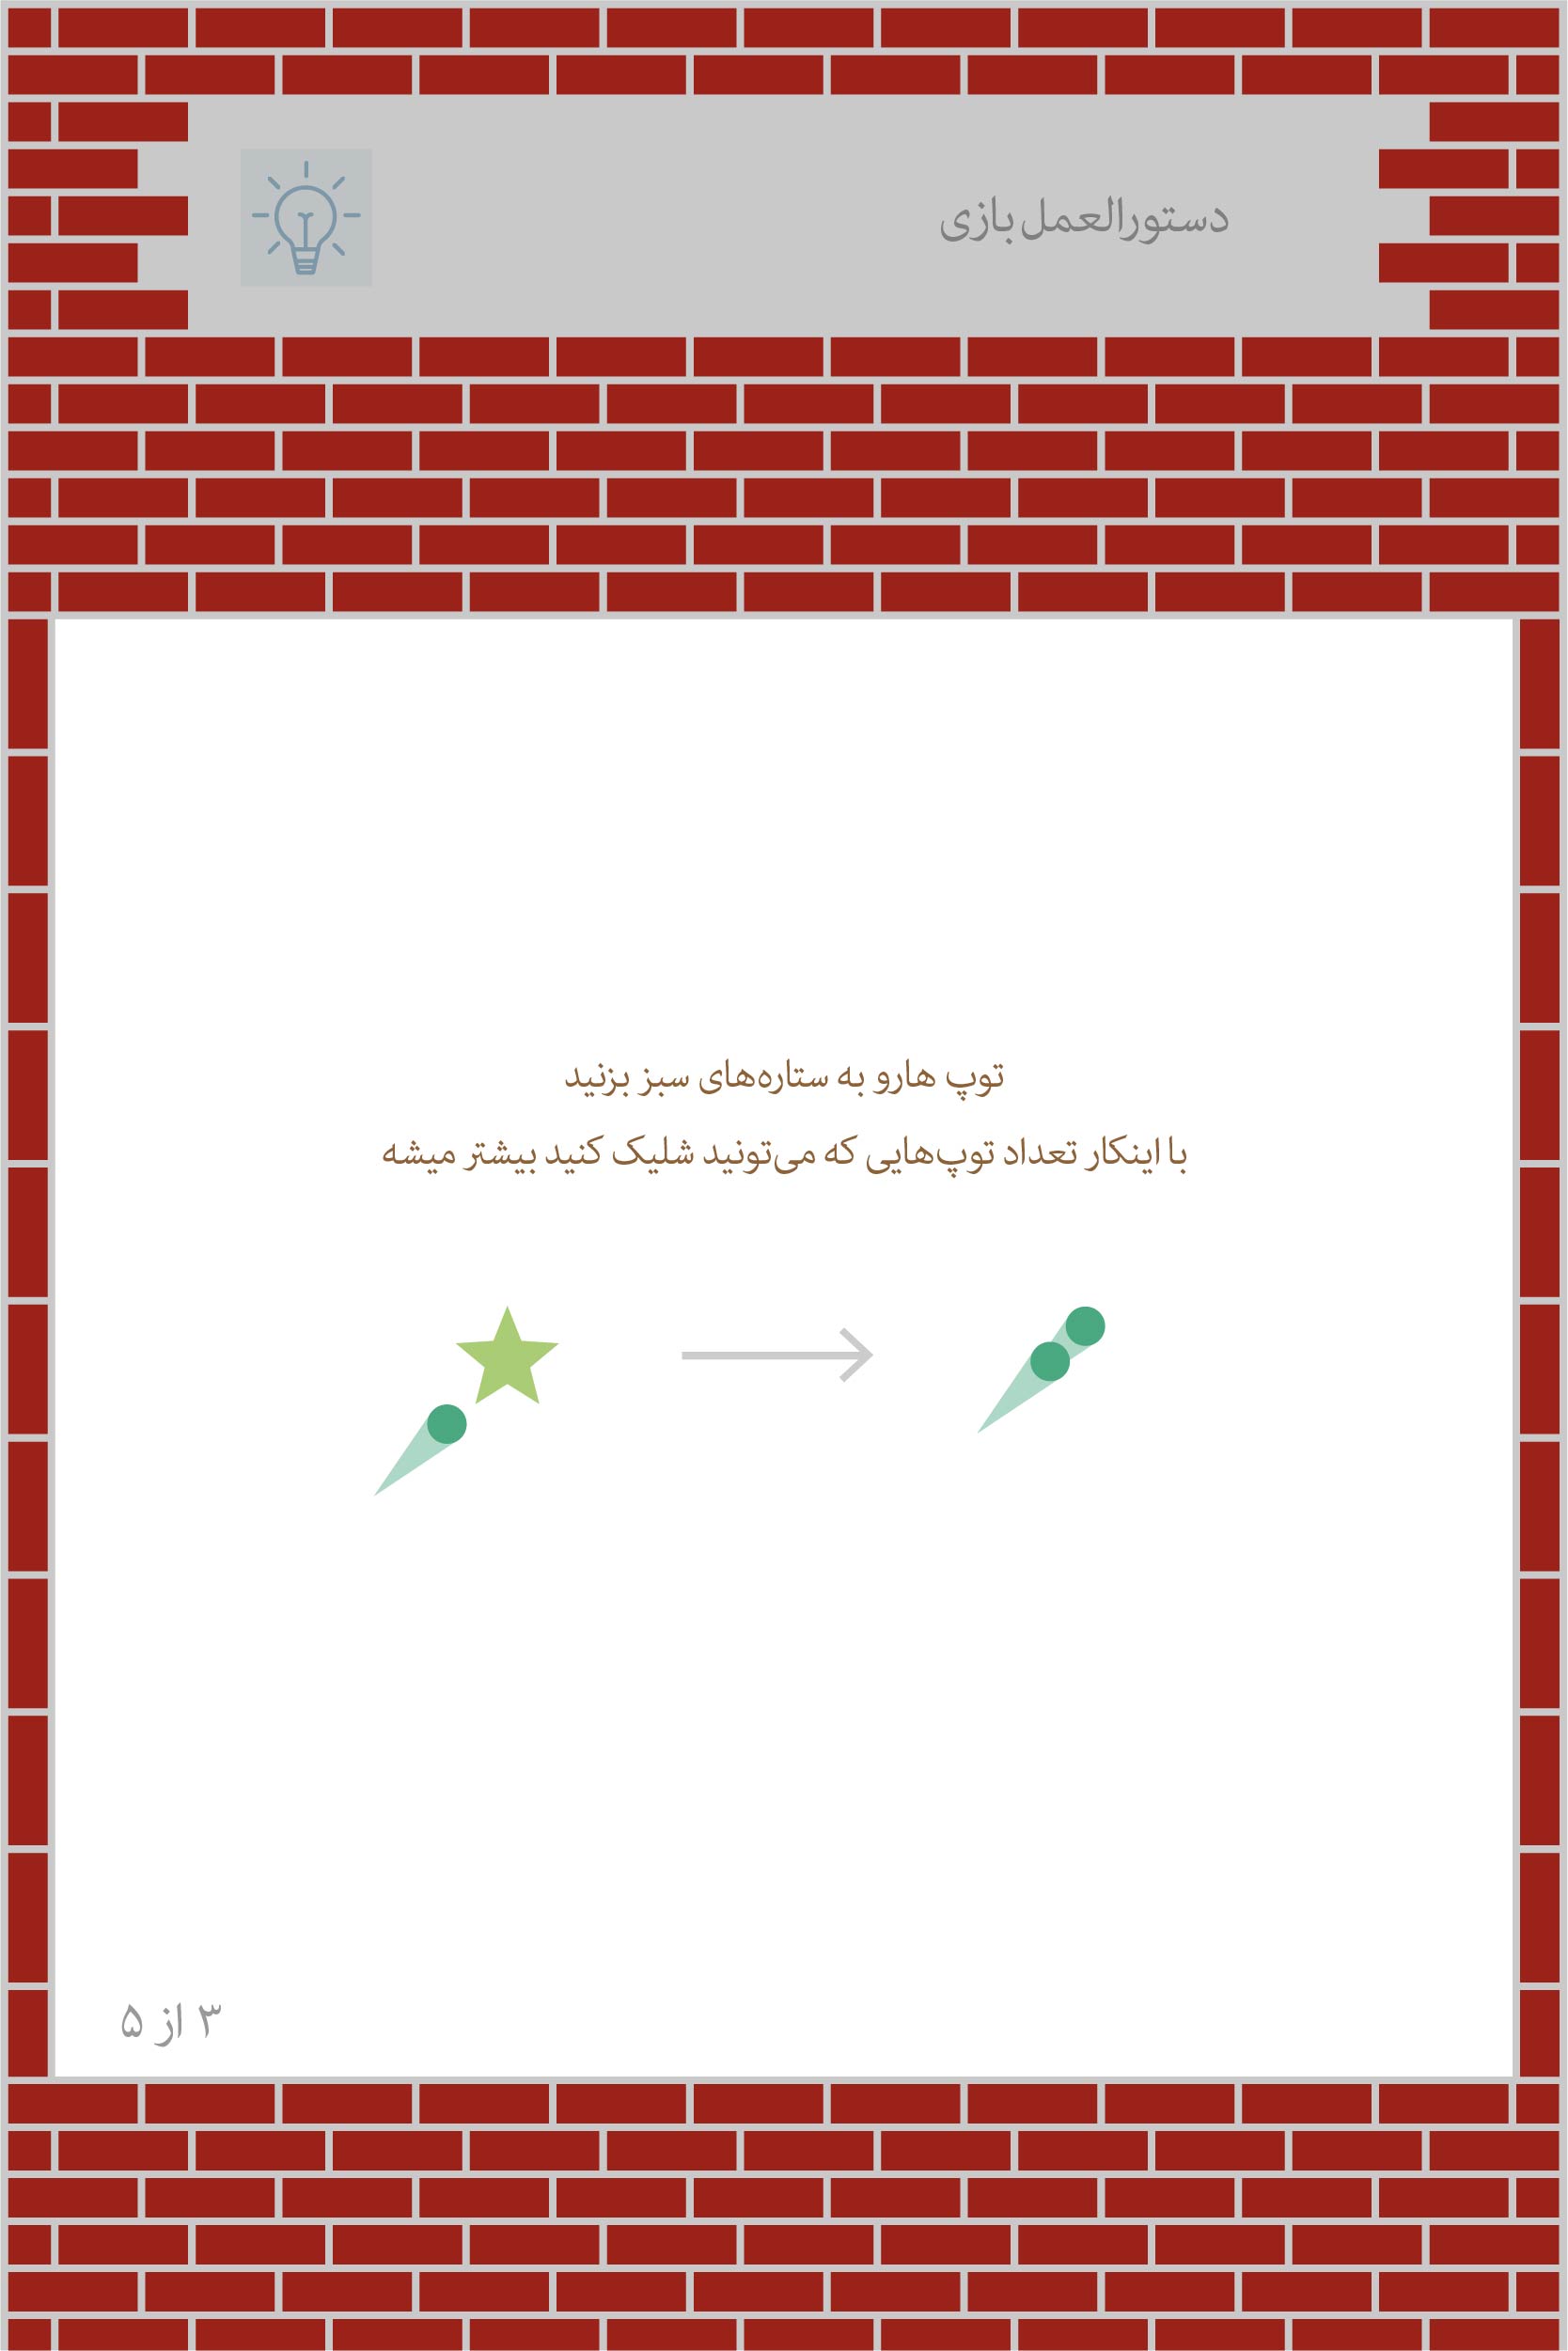 دستورالعمل بازی
توپ هارو به ستاره‌های سبز بزنید
با اینکار تعداد توپ‌هایی که می‌تونید شلیک کنید بیشتر میشه
۳ از ۵